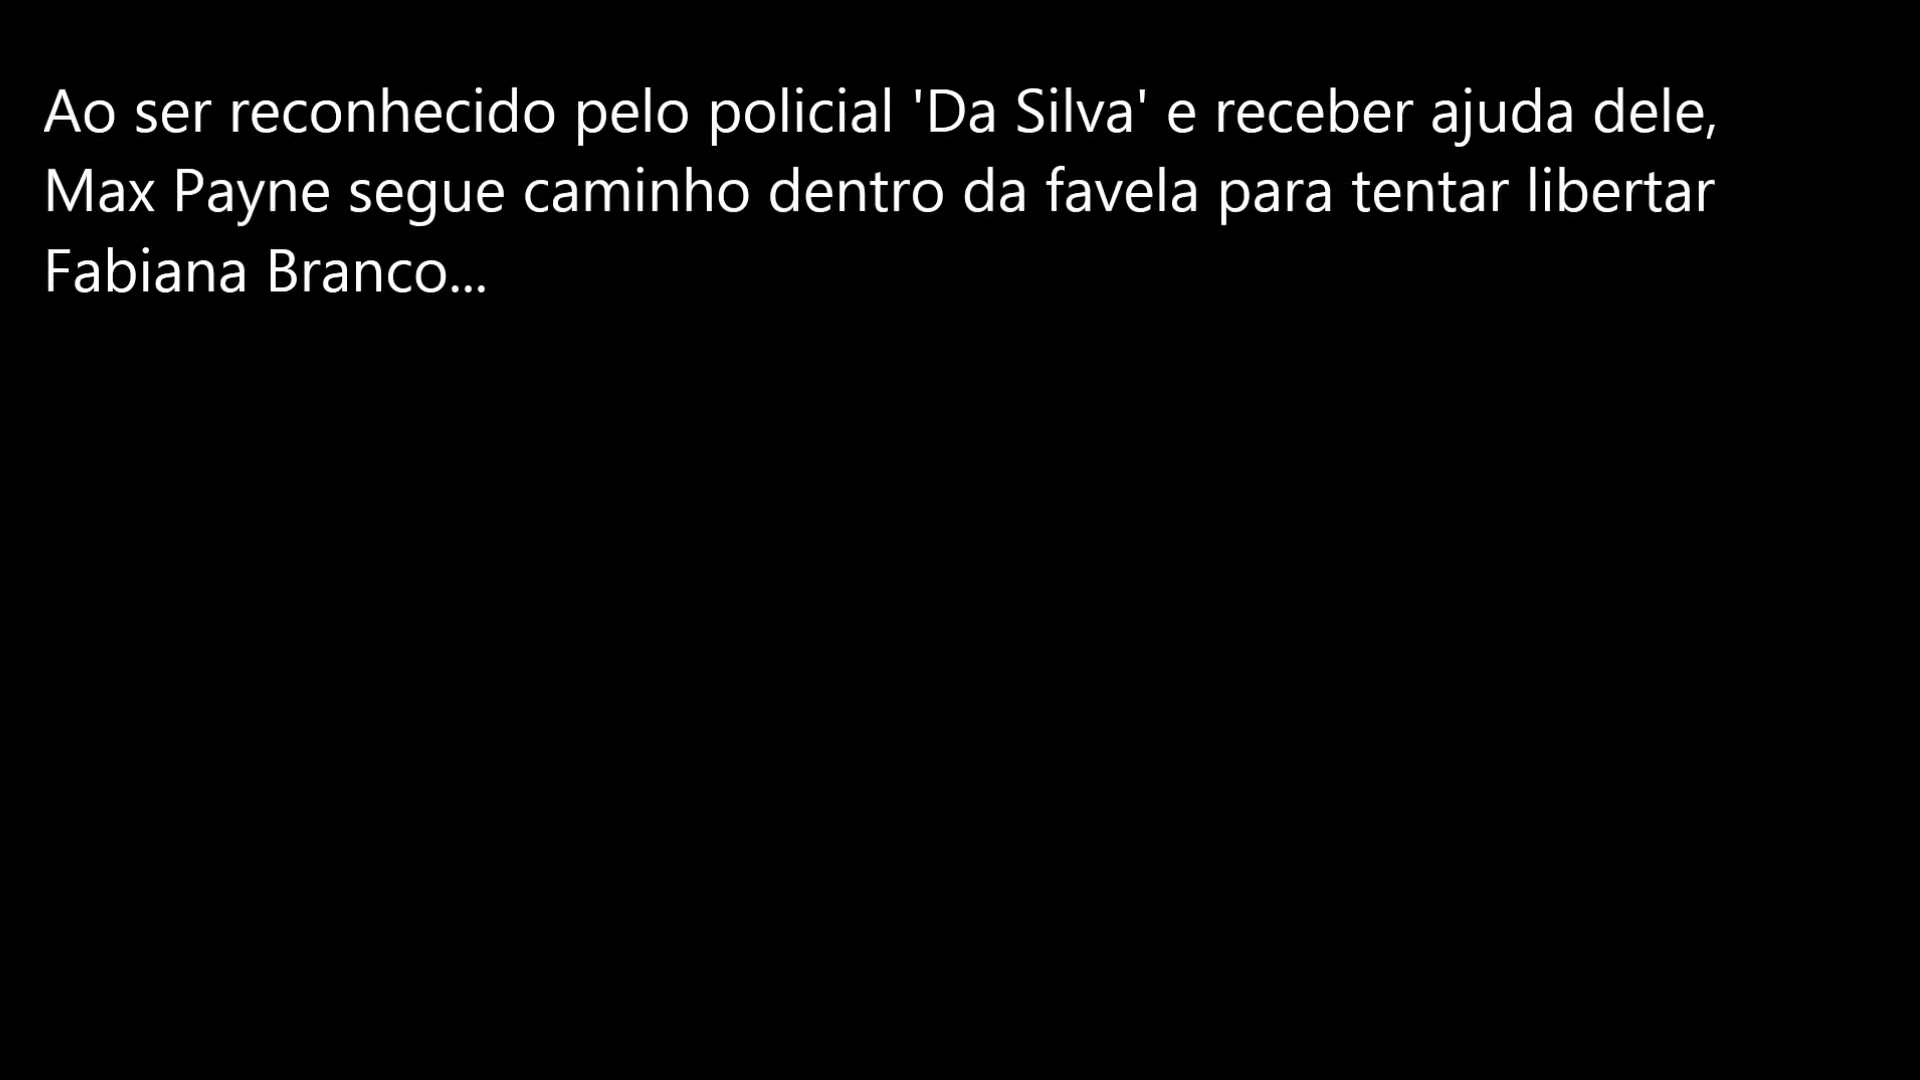 Ao ser reconhecido pelo policial 'Da Silva' e receber ajuda dele,
Max Payne segue caminho dentro da favela para tentar libertar
Fabiana Branco...